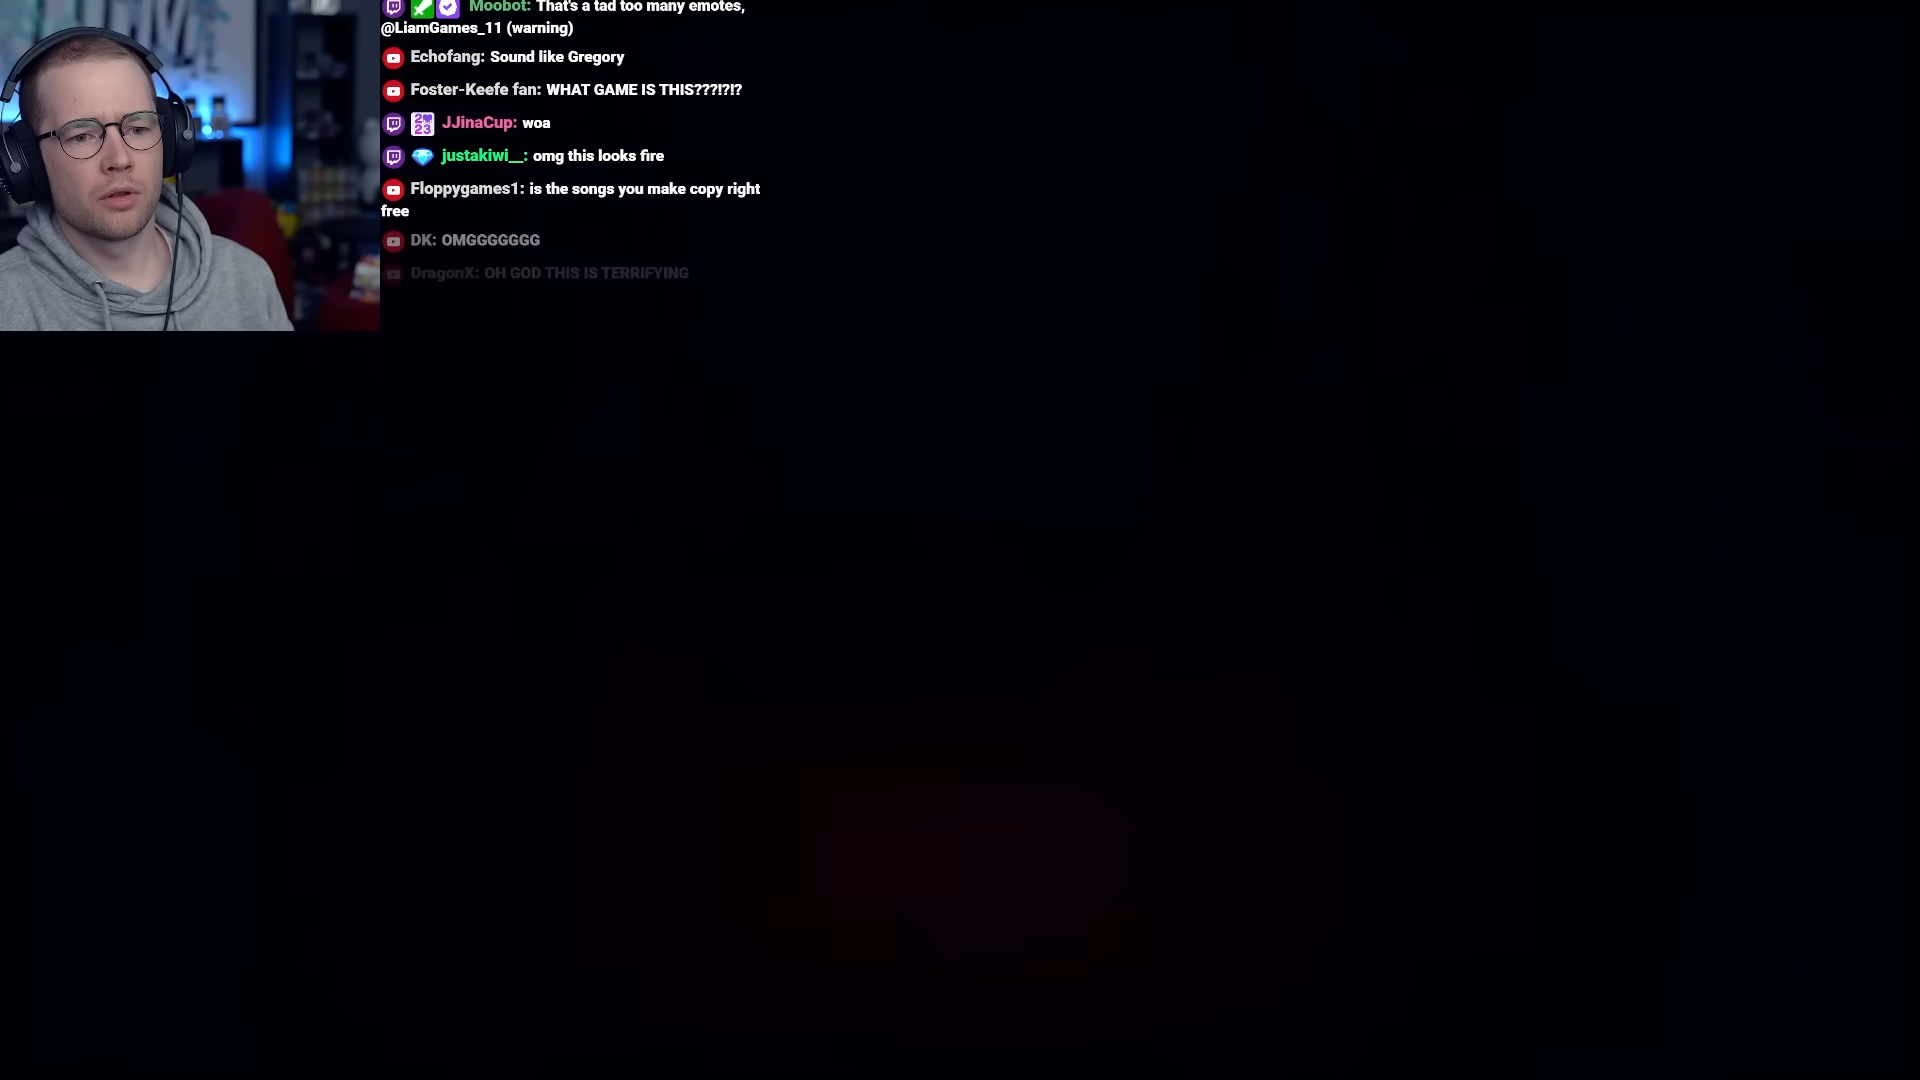 Moobot: That's a tad too many emotes,
@LiamGames_11 (warning)
Echofang: Sound like Gregory
Foster-Keefe fan: WHAT GAME IS THIS???!?!?
2023 JJinaCup: woa
justakiwi__: omg this looks fire
Floppygames1: is the songs you make copy right
free
DK: OMGGGGGGG
DragonX: OH GOD THIS IS TERRIFYING